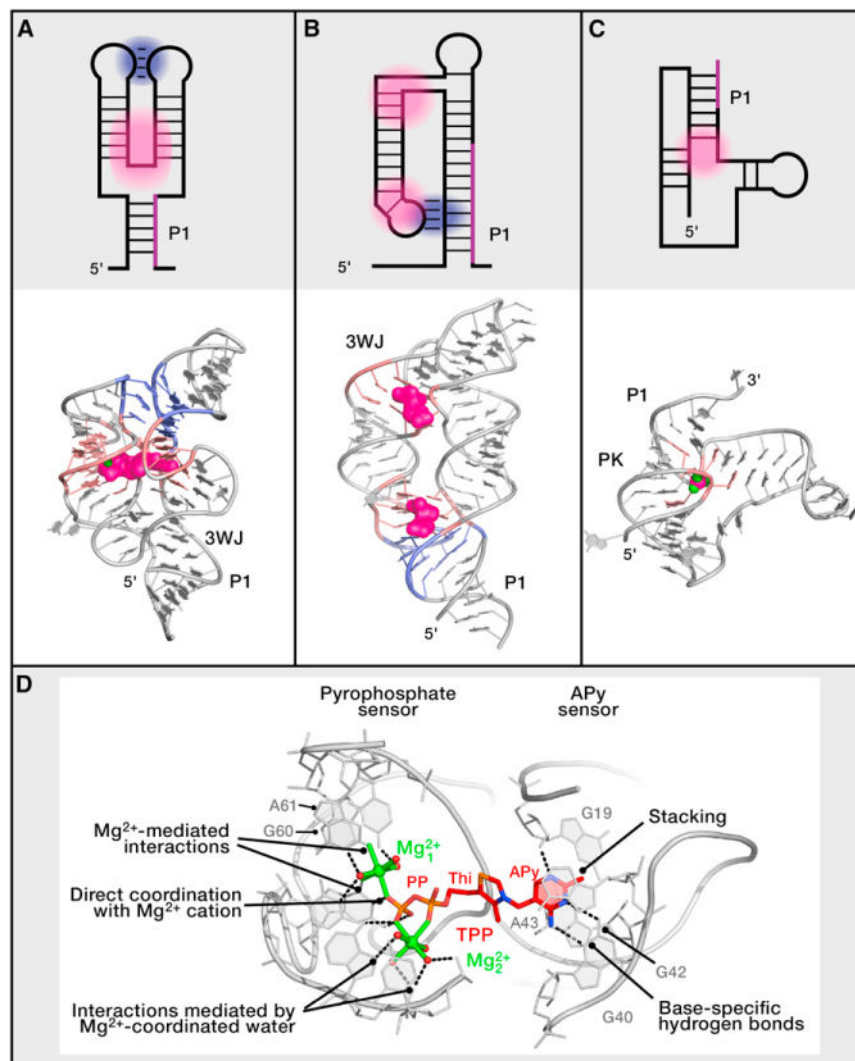 A
B
C
P1
5'
P1
5'
P1
5'
3WJ
5'
P1
3WJ
P1
5'
P1
3'
PK
5'
D
Pyrophosphate
sensor
APy
sensor
A61
G60
G19
Stacking
Mg²⁺-mediated
interactions
Mg₁²⁺
PP
Thi
APy
Direct coordination
with Mg²⁺ cation
A43
TPP
Mg₂²⁺
G42
Interactions mediated by
Mg²⁺-coordinated water
G40
Base-specific
hydrogen bonds